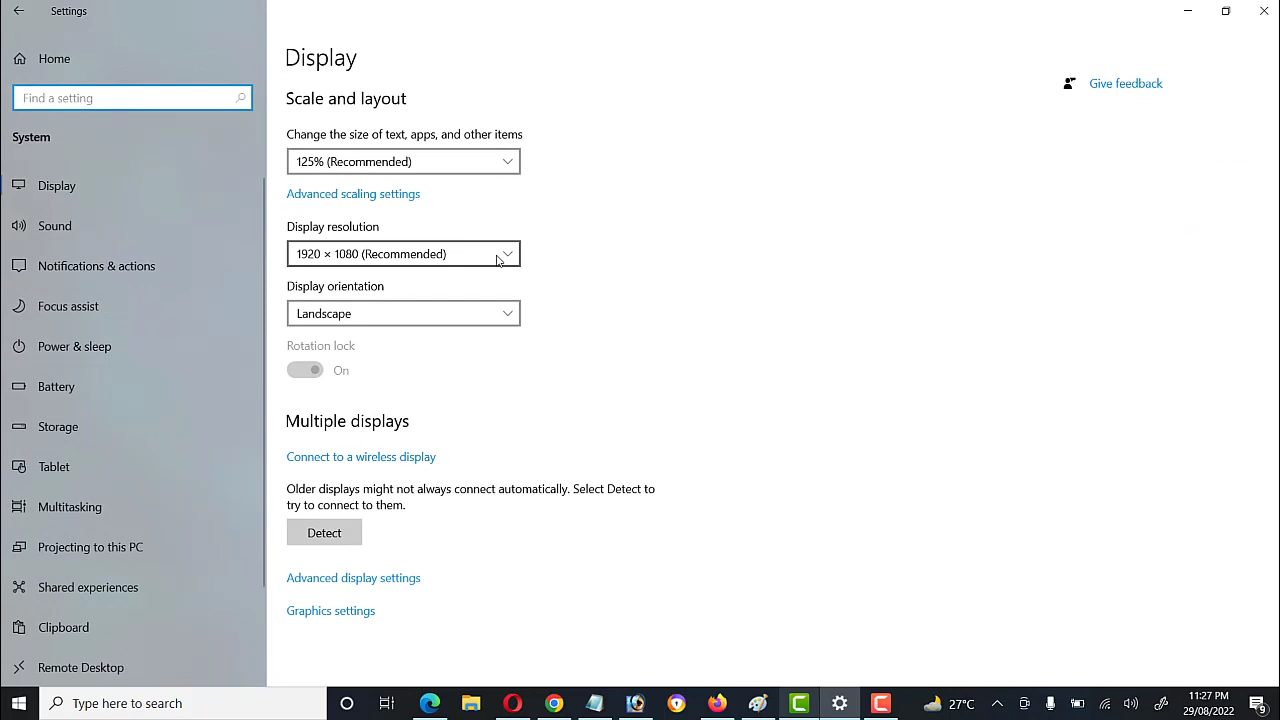 Settings
Home
Find a setting
System
Display
Sound
Notifications & actions
Focus assist
Power & sleep
Battery
Storage
Tablet
Multitasking
Projecting to this PC
Shared experiences
Clipboard
Remote Desktop
Display
Give feedback
Scale and layout
Change the size of text, apps, and other items
125% (Recommended)
Advanced scaling settings
Display resolution
1920 × 1080 (Recommended)
Display orientation
Landscape
Rotation lock
On
Multiple displays
Connect to a wireless display
Older displays might not always connect automatically. Select Detect to
try to connect to them.
Detect
Advanced display settings
Graphics settings
Type here to search
27°C
11:27 PM
29/08/2022